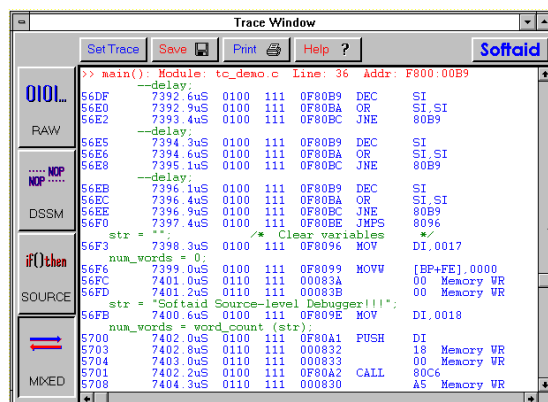 Trace Window
Set Trace Save Print Help ? Softaid
>> main(): Module: tc_demo.c Line: 36 Addr: F800:00B9
--delay;
56DF 7392.6uS 0100 111 0F80B9 DEC SI
56E0 7392.9uS 0100 111 0F80BA OR SI,SI
56E2 7393.4uS 0100 111 0F80BC JNE 80B9
--delay;
56E5 7394.3uS 0100 111 0F80B9 DEC SI
56E6 7394.6uS 0100 111 0F80BA OR SI,SI
56E8 7395.1uS 0100 111 0F80BC JNE 80B9
--delay;
56EB 7396.1uS 0100 111 0F80B9 DEC SI
56EC 7396.4uS 0100 111 0F80BA OR SI,SI
56EE 7396.9uS 0100 111 0F80BC JNE 80B9
56F0 7397.4uS 0100 111 0F80BE JMPS 8096
str = ""; /* Clear variables */
56F3 7398.3uS 0100 111 0F8096 MOV DI,0017
num_words = 0;
56F6 7399.0uS 0100 111 0F8099 MOVW [BP+FE],0000
56FC 7401.0uS 0110 111 00083A 00 Memory WR
56FD 7401.2uS 0110 111 00083B 00 Memory WR
str = "Softaid Source-level Debugger!!!";
56FB 7400.6uS 0100 111 0F809E MOV DI,0018
num_words = word_count (str);
5700 7402.0uS 0100 111 0F80A1 PUSH DI
5703 7402.8uS 0110 111 000832 18 Memory WR
5704 7403.0uS 0110 111 000833 00 Memory WR
5701 7402.2uS 0100 111 0F80A2 CALL 80C6
5708 7404.3uS 0110 111 000830 A5 Memory WR
0101...
RAW
..... NOP
NOP .....
DSSM
if()then
SOURCE
MIXED